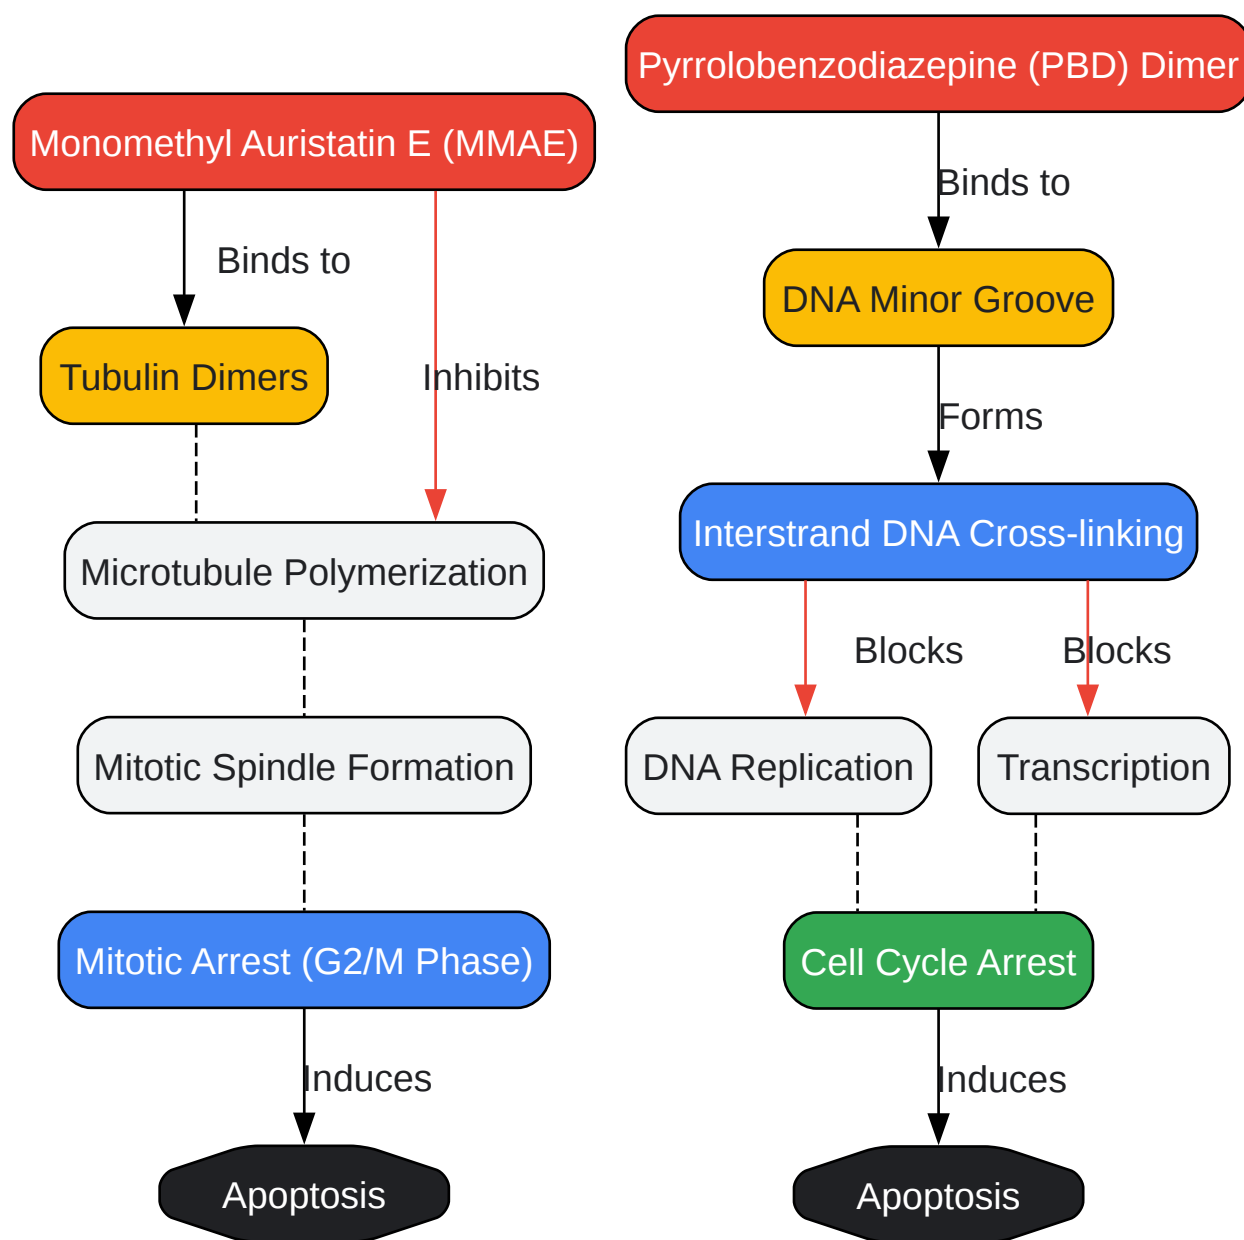 Monomethyl Auristatin E (MMAE)
Binds to
Tubulin Dimers
Inhibits
Microtubule Polymerization
Mitotic Spindle Formation
Mitotic Arrest (G2/M Phase)
Induces
Apoptosis
Pyrrolobenzodiazepine (PBD) Dimer
Binds to
DNA Minor Groove
Forms
Interstrand DNA Cross-linking
Blocks
Blocks
DNA Replication
Transcription
Cell Cycle Arrest
Induces
Apoptosis